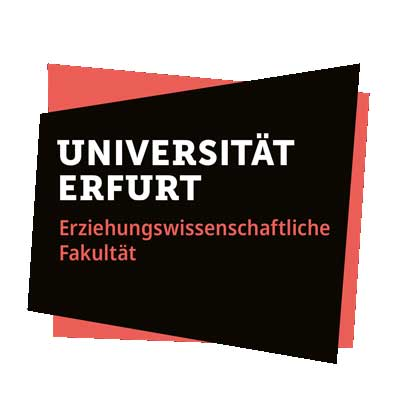 UNIVERSITÄT
ERFURT
Erziehungswissenschaftliche
Fakultät